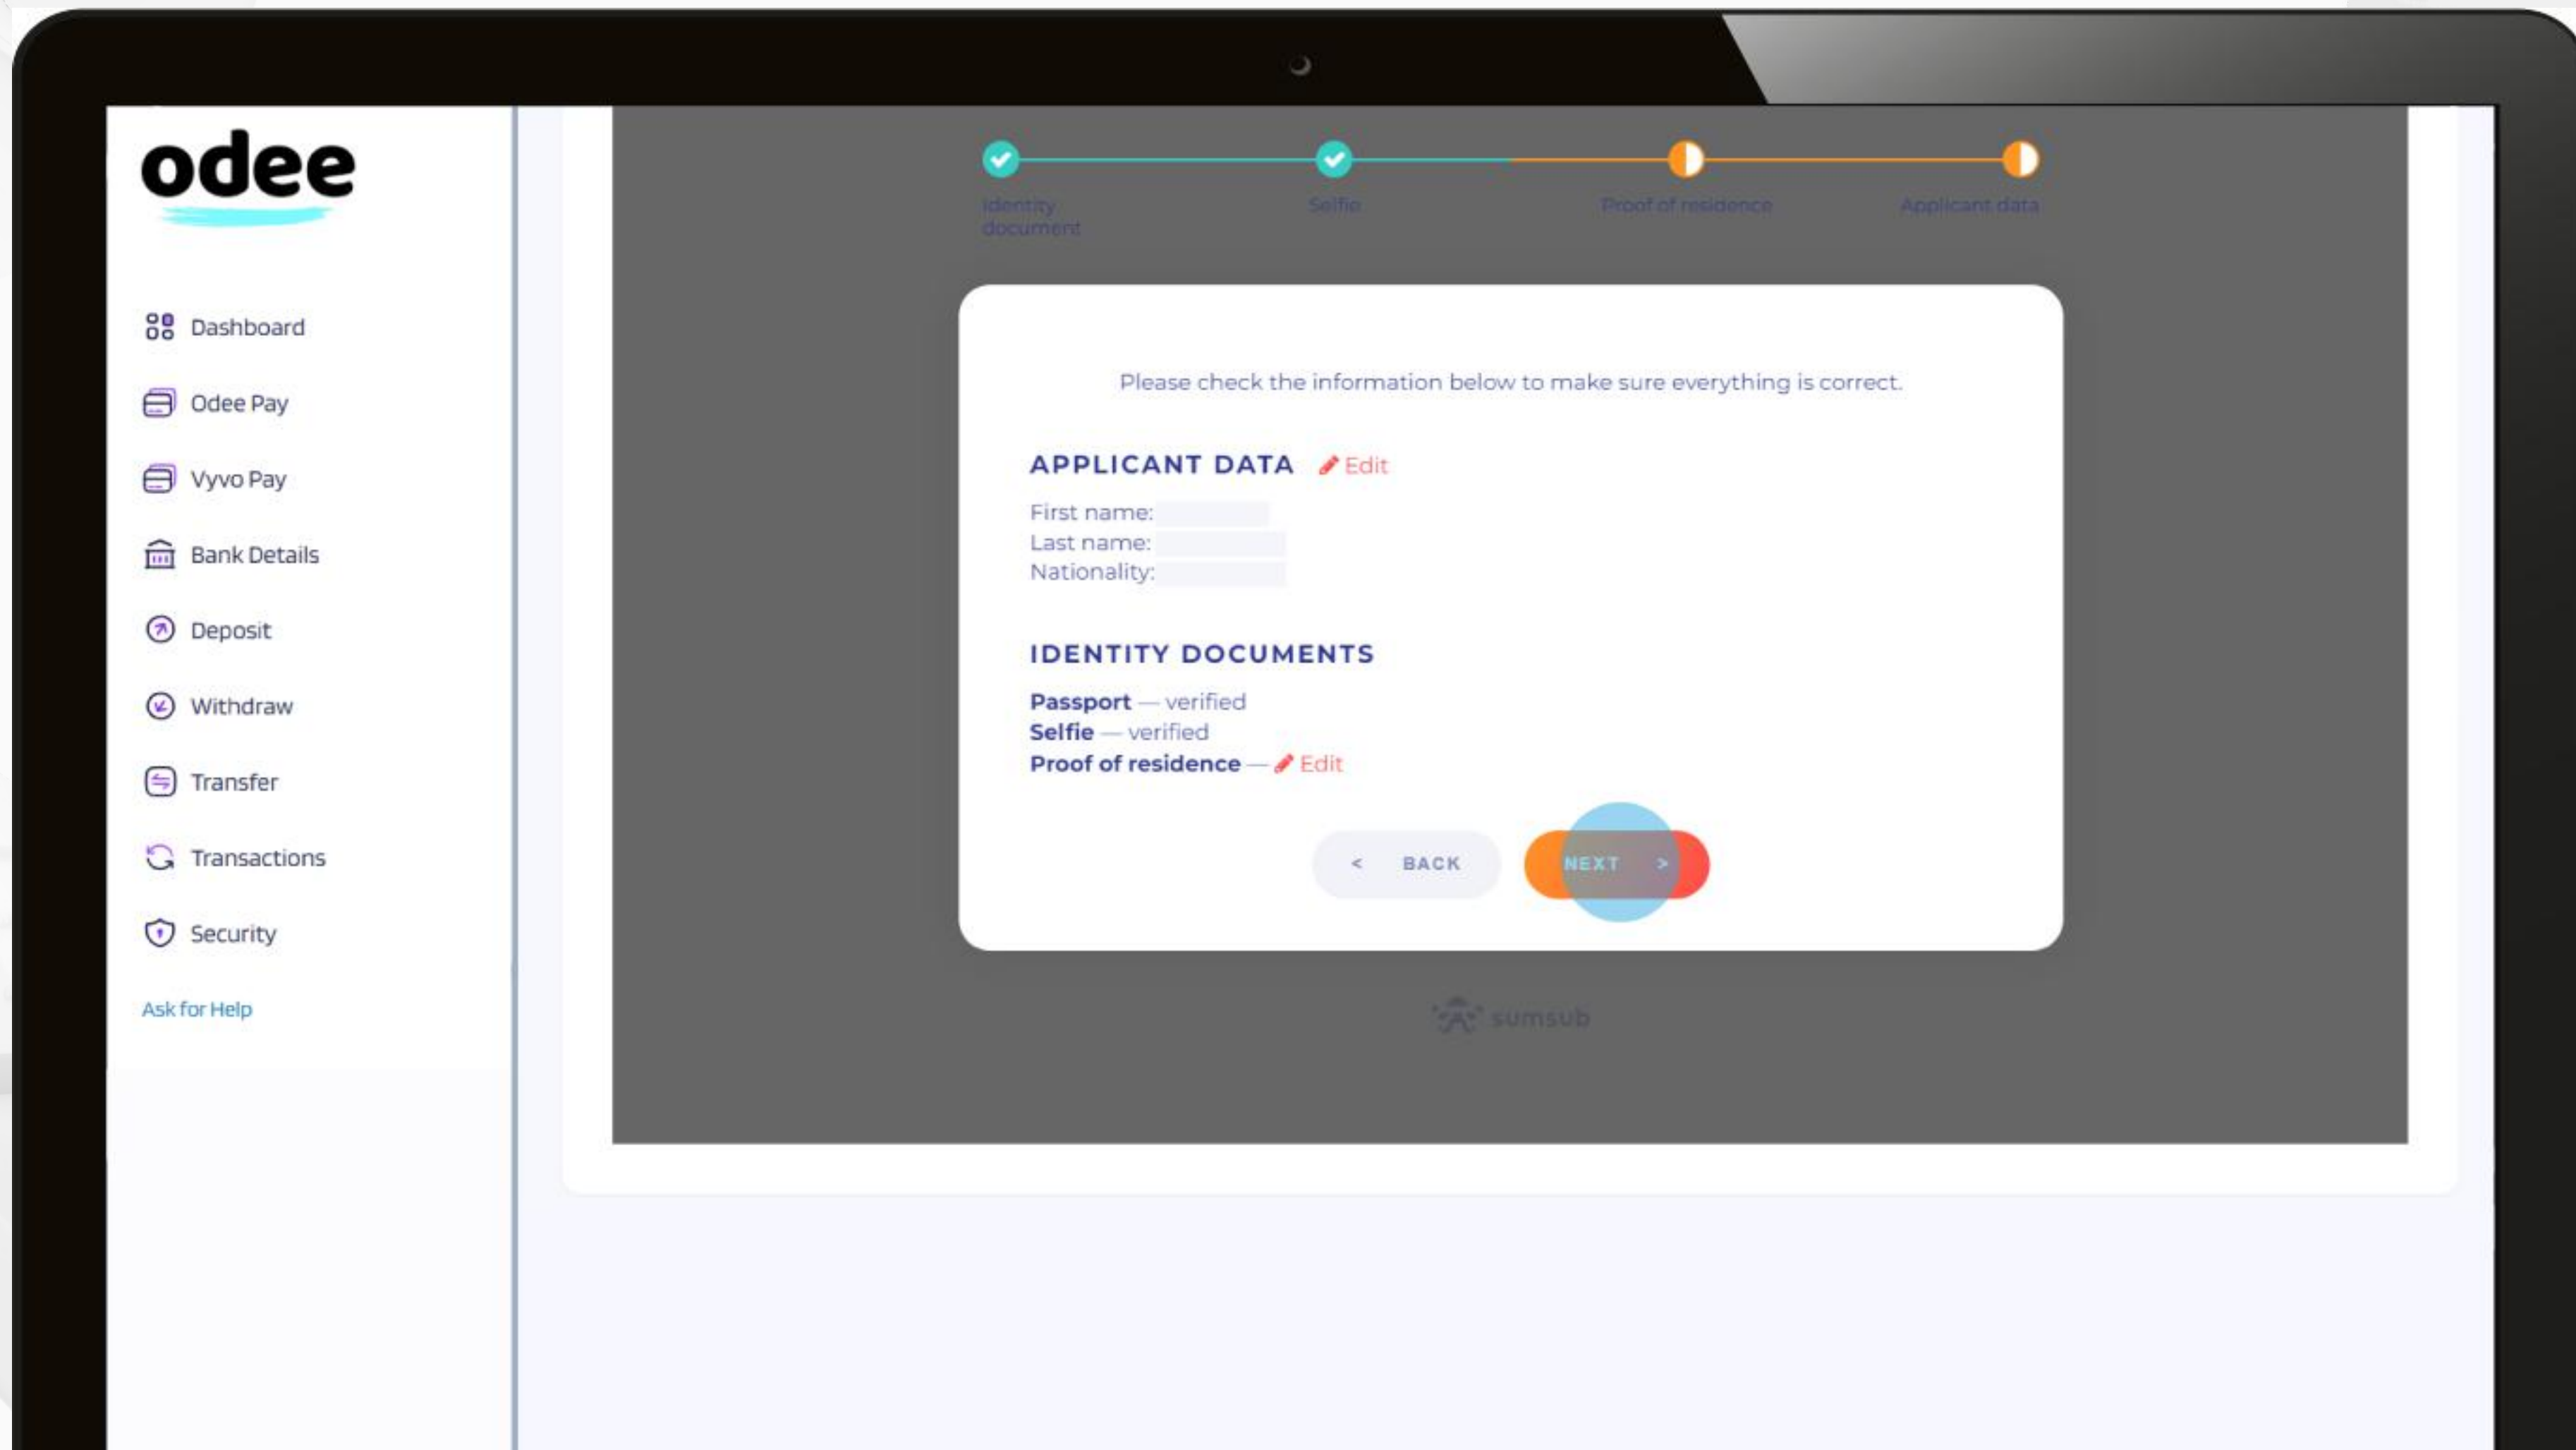 odee
Dashboard
Odee Pay
Vyvo Pay
Bank Details
Deposit
Withdraw
Transfer
Transactions
Security
Ask for Help
Identity
document
Selfie
Proof of residence
Applicant data
Please check the information below to make sure everything is correct.
APPLICANT DATA Edit
First name:
Last name:
Nationality:
IDENTITY DOCUMENTS
Passport — verified
Selfie — verified
Proof of residence — Edit
< BACK
NEXT >
sumsub